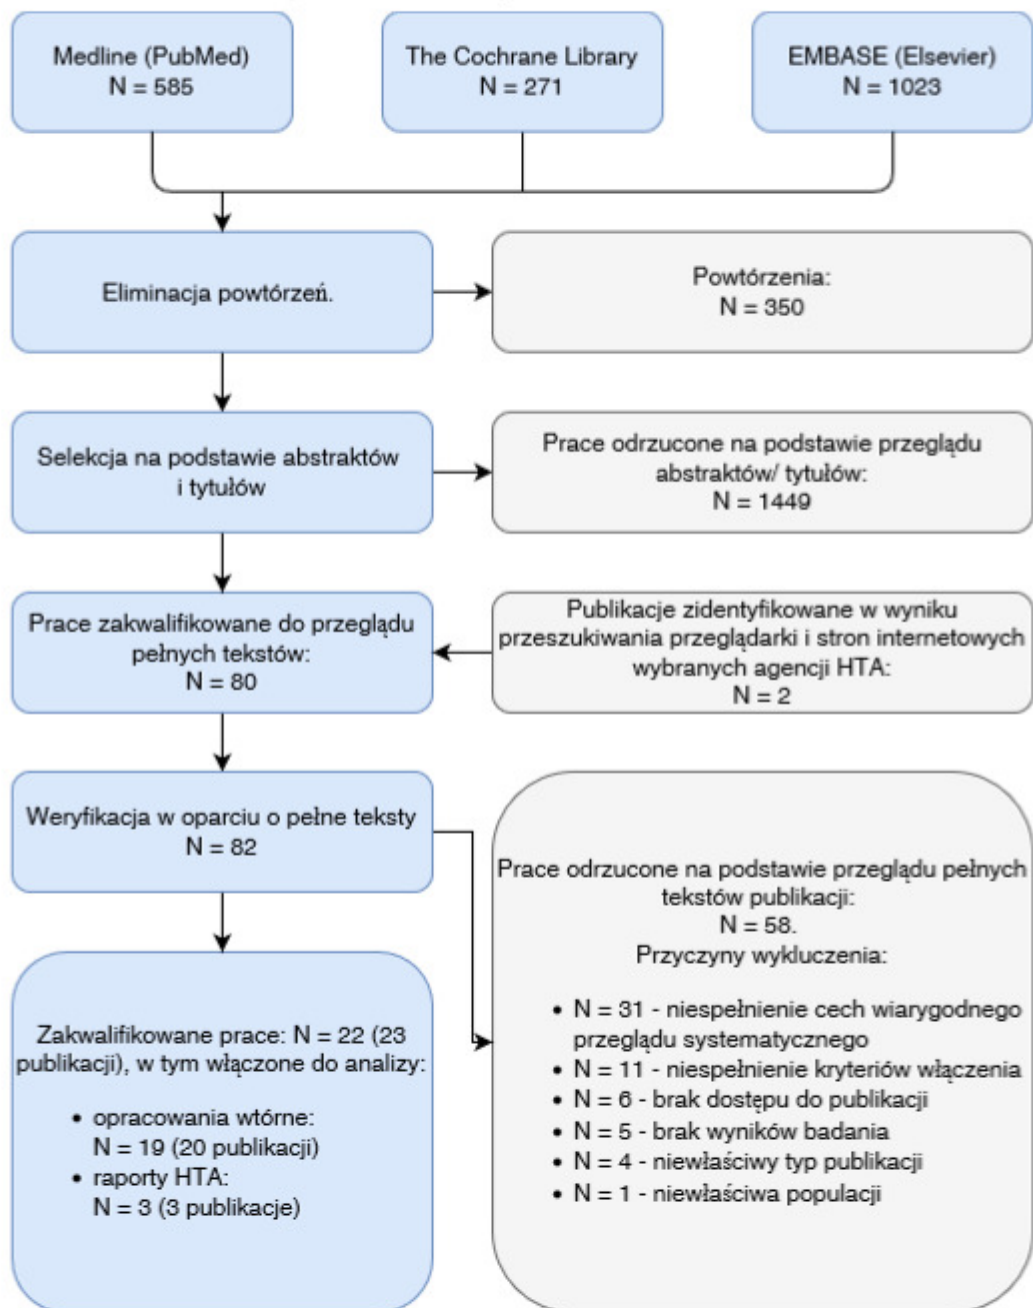 Medline (PubMed)
N = 585
The Cochrane Library
N = 271
EMBASE (Elsevier)
N = 1023
Eliminacja powtórzeń.
Powtórzenia:
N = 350
Selekcja na podstawie abstraktów
i tytułów
Prace odrzucone na podstawie przeglądu
abstraktów/ tytułów:
N = 1449
Prace zakwalifikowane do przeglądu
pełnych tekstów:
N = 80
Publikacje zidentyfikowane w wyniku
przeszukiwania przeglądarki i stron internetowych
wybranych agencji HTA:
N = 2
Weryfikacja w oparciu o pełne teksty
N = 82
Prace odrzucone na podstawie przeglądu pełnych
tekstów publikacji:
N = 58.
Przyczyny wykluczenia:
• N = 31 - niespełnienie cech wiarygodnego
przeglądu systematycznego
• N = 11 - niespełnienie kryteriów włączenia
• N = 6 - brak dostępu do publikacji
• N = 5 - brak wyników badania
• N = 4 - niewłaściwy typ publikacji
• N = 1 - niewłaściwa populacji
Zakwalifikowane prace: N = 22 (23
publikacji), w tym włączone do analizy:
• opracowania wtórne:
N = 19 (20 publikacji)
• raporty HTA:
N = 3 (3 publikacje)